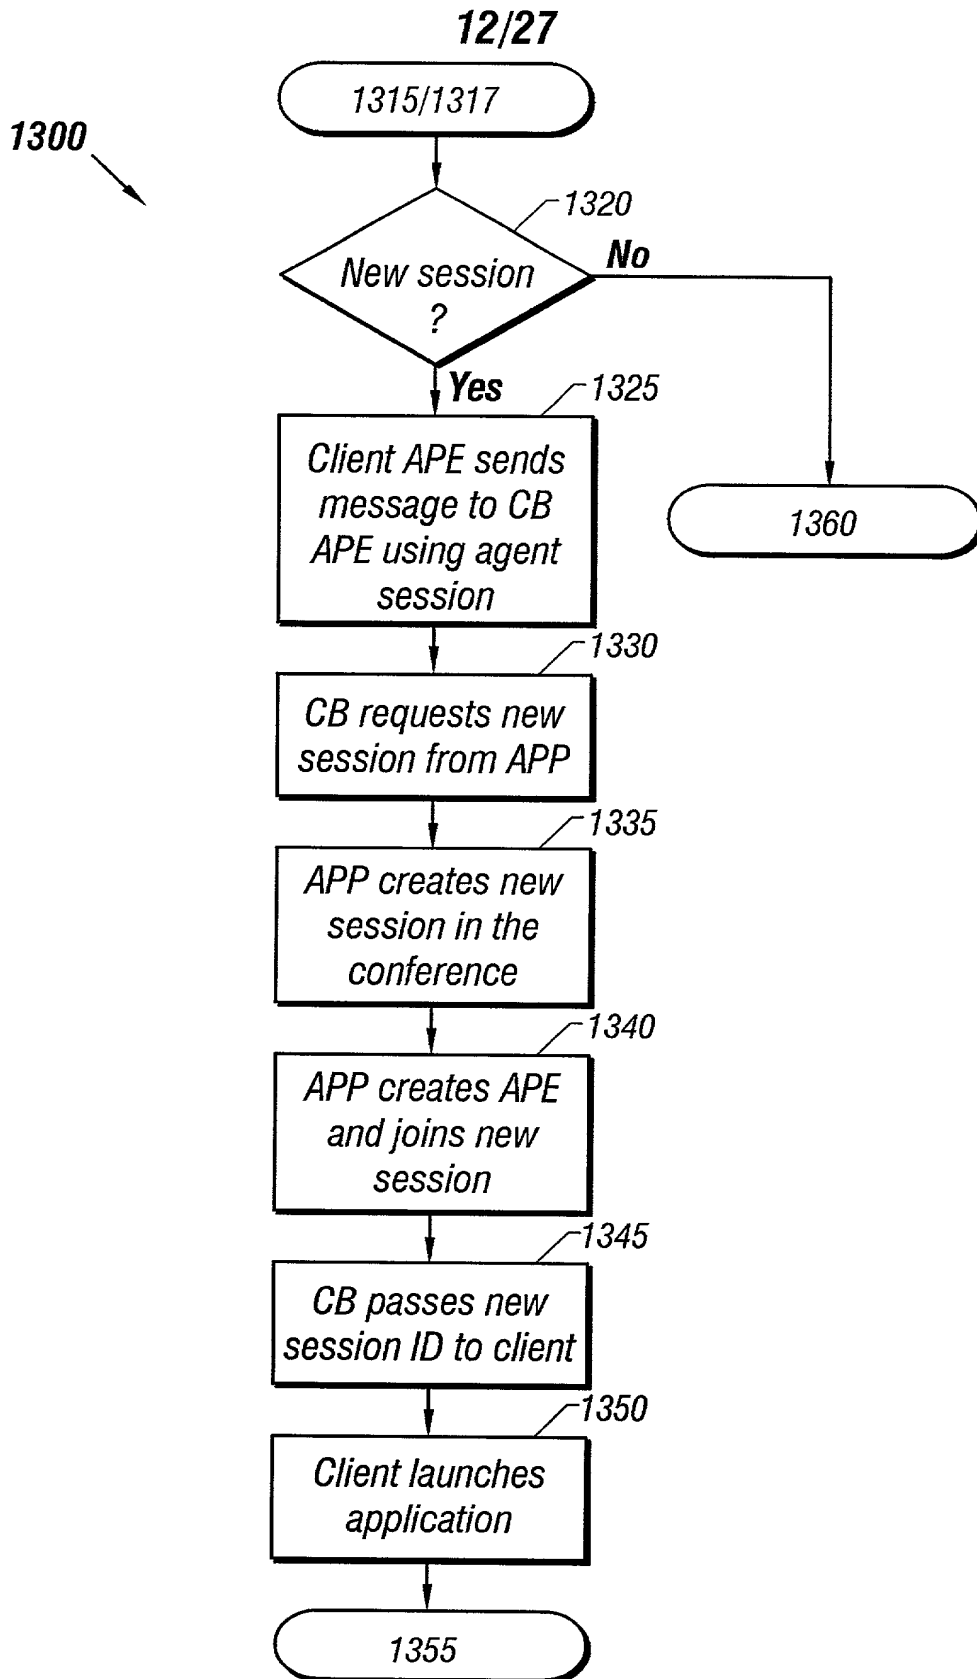 12/27
1315/1317
1300
1320
New session
?
No
Yes
1325
Client APE sends
message to CB
APE using agent
session
1360
1330
CB requests new
session from APP
1335
APP creates new
session in the
conference
1340
APP creates APE
and joins new
session
1345
CB passes new
session ID to client
1350
Client launches
application
1355